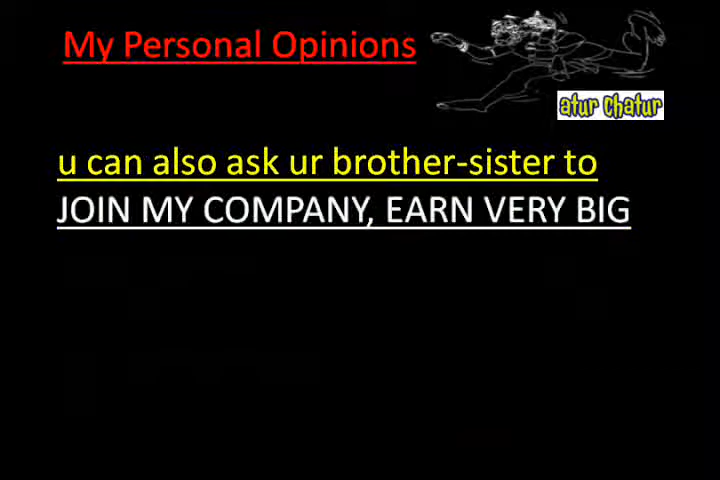 My Personal Opinions
atur chatur
u can also ask ur brother-sister to
JOIN MY COMPANY, EARN VERY BIG